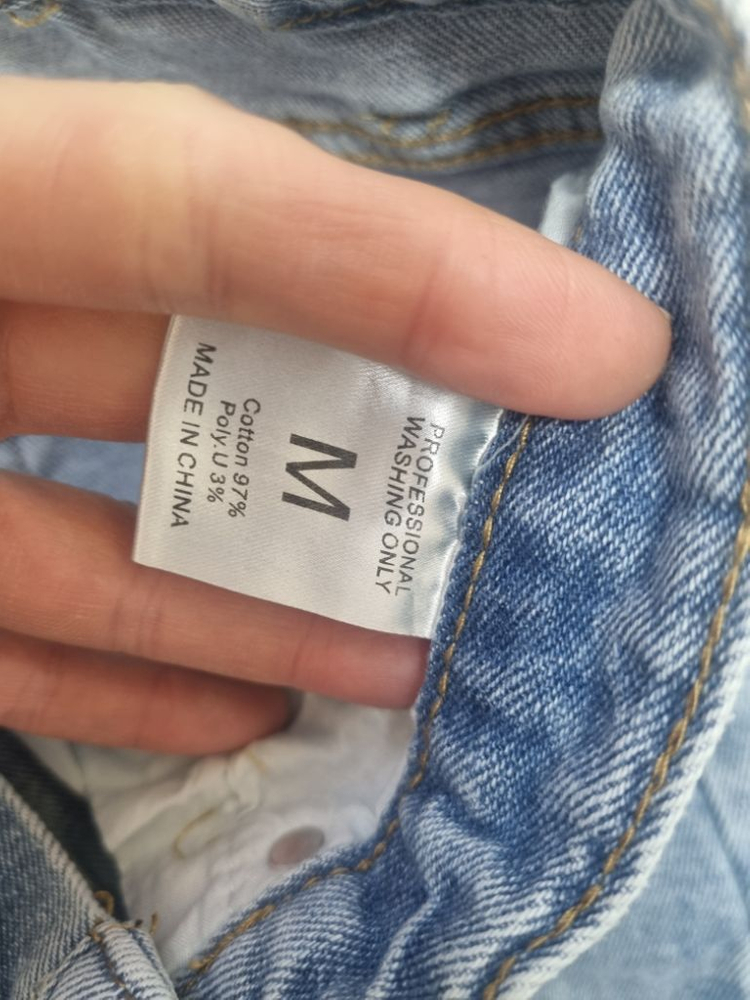 PROFESSIONAL
WASHING ONLY
M
Cotton 97%
Poly.U 3%
MADE IN CHINA